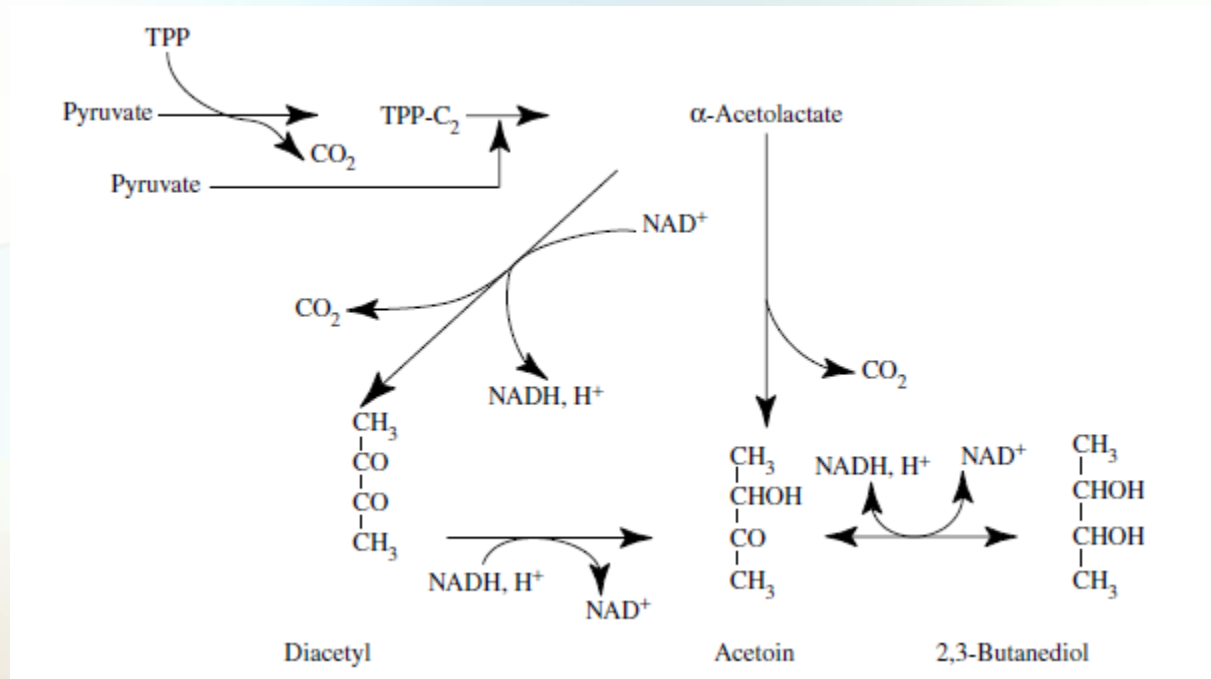 TPP
Pyruvate TPP-C₂ α-Acetolactate
CO₂
Pyruvate
NAD⁺
CO₂
NADH, H⁺
CO₂
CH₃
CO
CO
CH₃
NADH, H⁺
NAD⁺
CH₃
CHOH
CO
CH₃
NADH, H⁺ NAD⁺
CH₃
CHOH
CHOH
CH₃
Diacetyl Acetoin 2,3-Butanediol